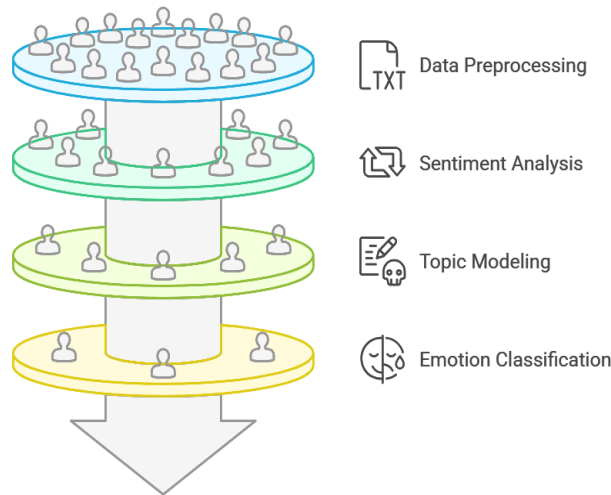 TXT
Data Preprocessing
Sentiment Analysis
Topic Modeling
Emotion Classification